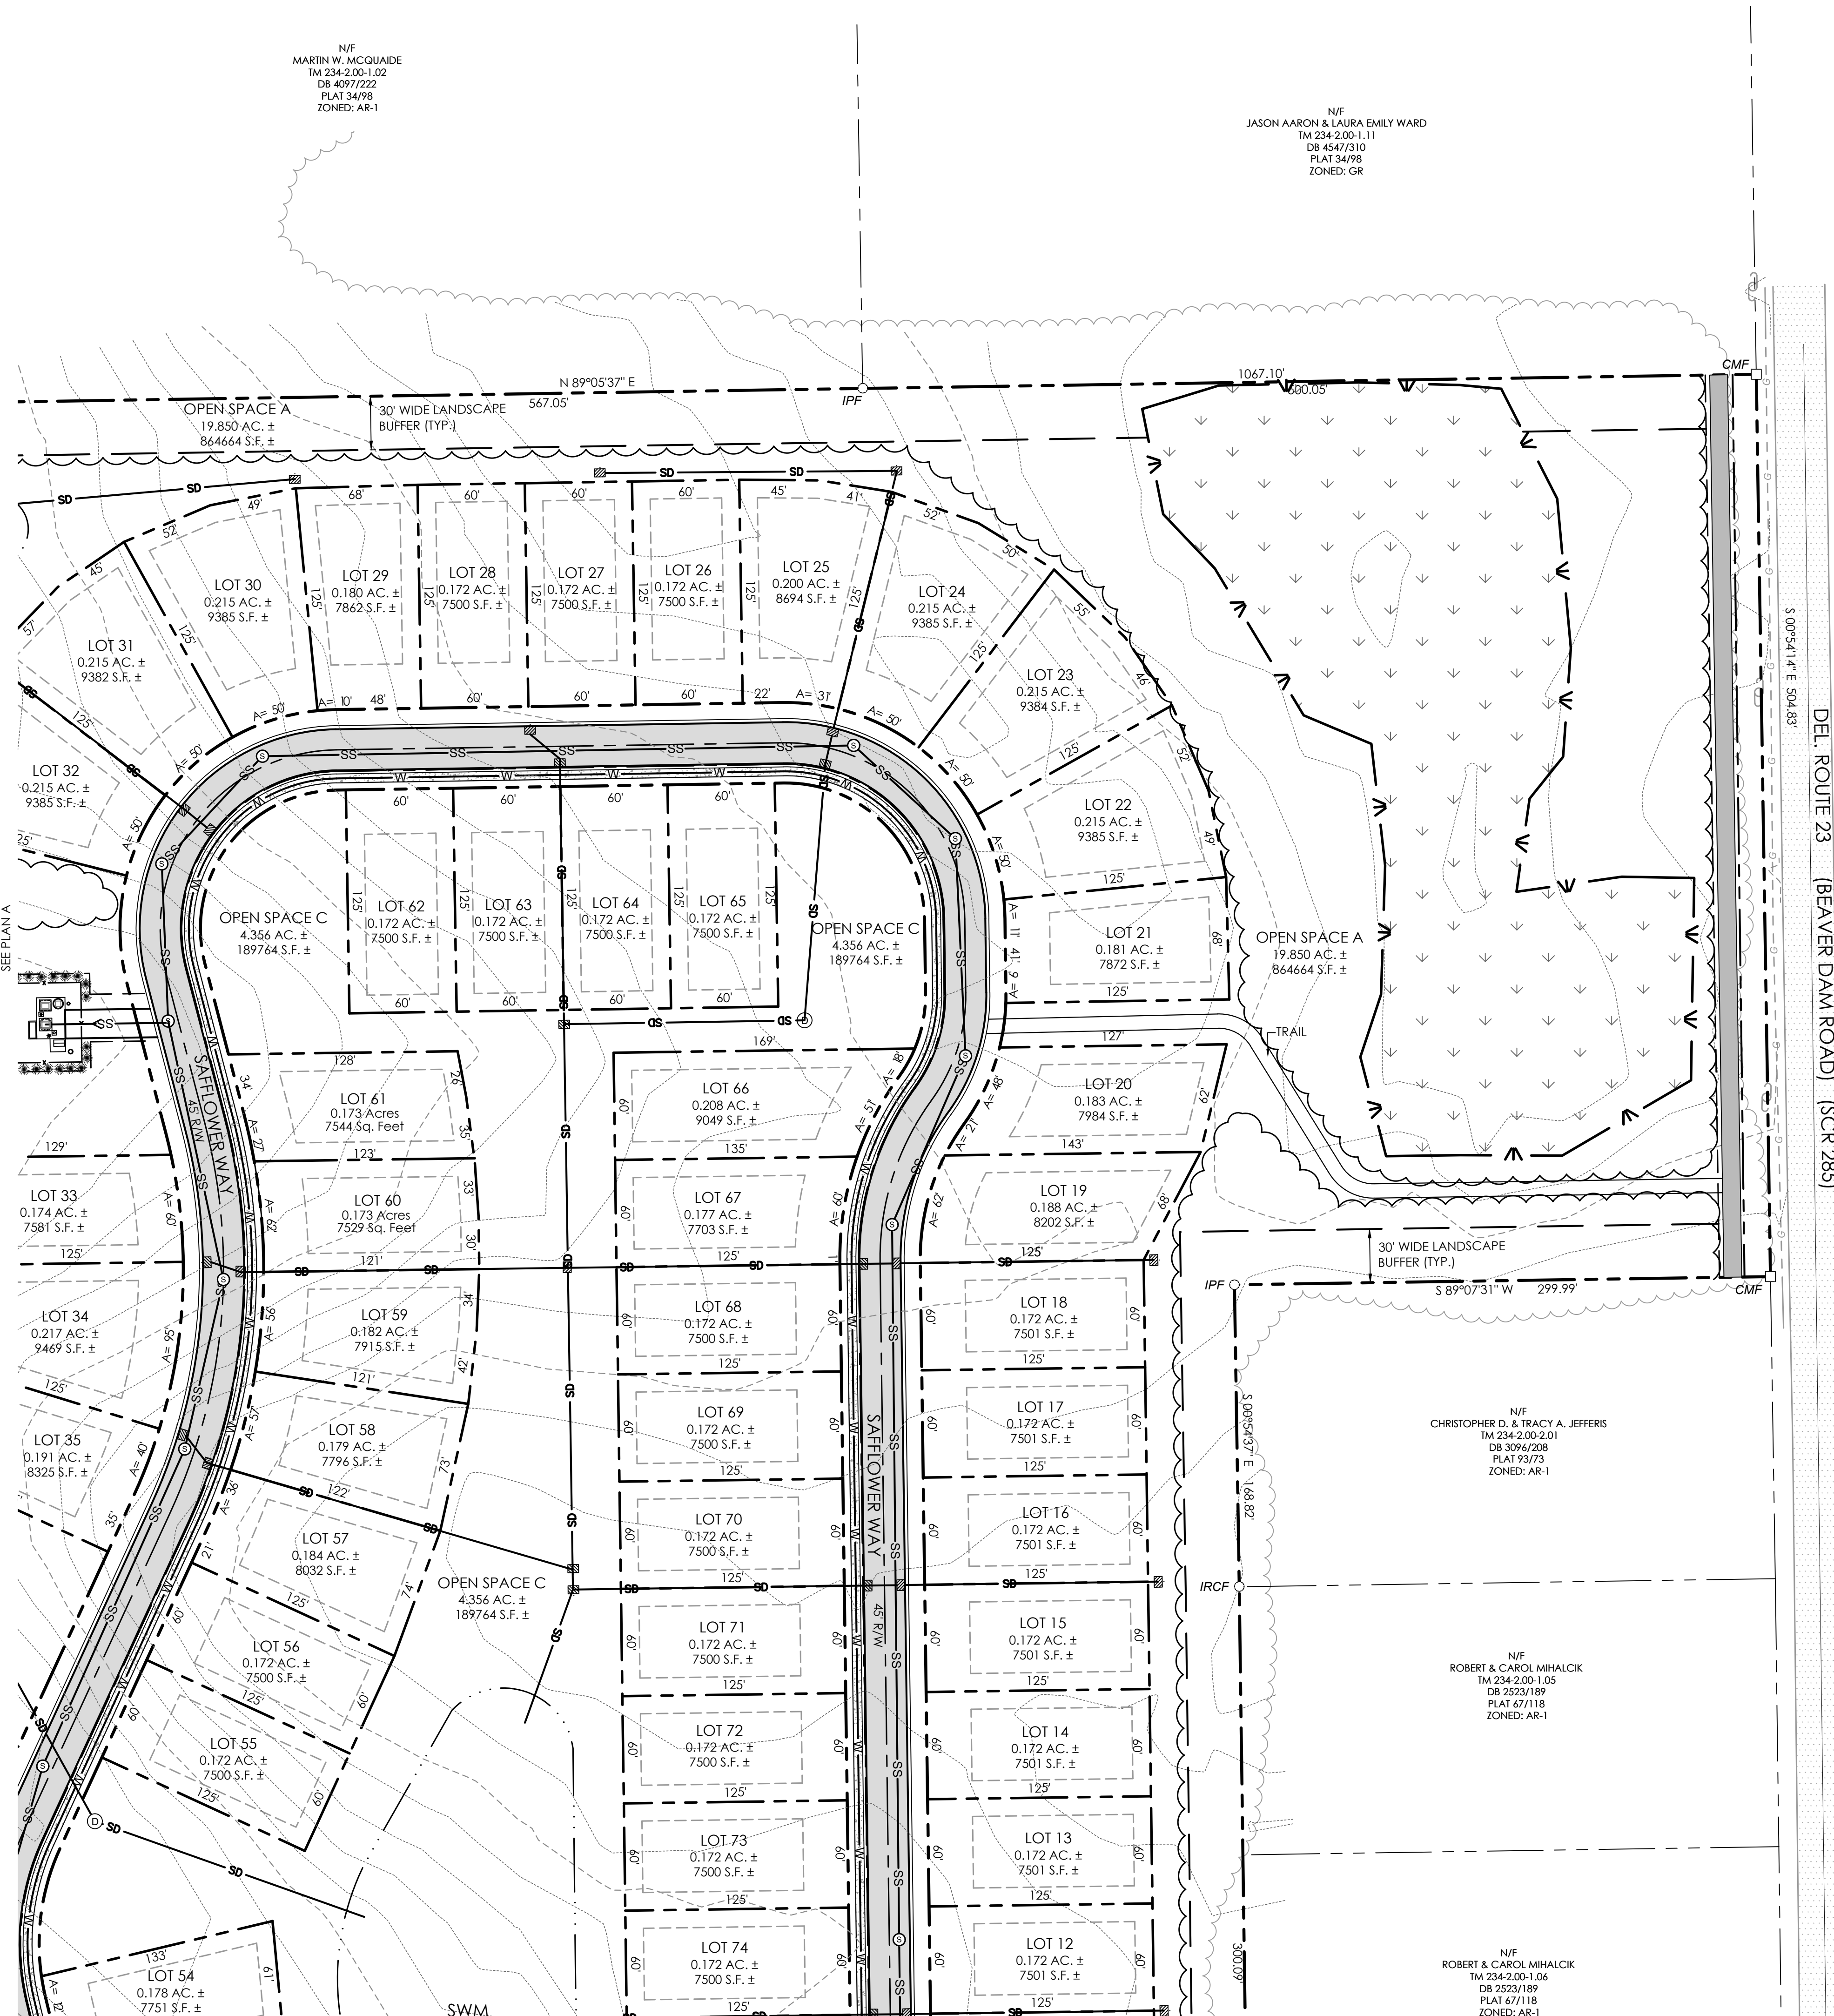 N/F
MARTIN W. MCQUAIDE
TM 234-2.00-1.02
DB 4097/222
PLAT 34/98
ZONED: AR-1
N/F
JASON AARON & LAURA EMILY WARD
TM 234-2.00-1.11
DB 4547/310
PLAT 34/98
ZONED: GR
N 89°05'37" E
567.05'
IPF
1067.10'
500.05'
CMF
OPEN SPACE A
19.850 AC. ±
864664 S.F. ±
30' WIDE LANDSCAPE
BUFFER (TYP.)
S 00°54'14" E 504.83'
DEL. ROUTE 23 (BEAVER DAM ROAD) (SCR 285)
LOT 30
0.215 AC. ±
9385 S.F. ±
LOT 29
0.180 AC. ±
7862 S.F. ±
LOT 28
0.172 AC. ±
7500 S.F. ±
LOT 27
0.172 AC. ±
7500 S.F. ±
LOT 26
0.172 AC. ±
7500 S.F. ±
LOT 25
0.200 AC. ±
8694 S.F. ±
LOT 24
0.215 AC. ±
9385 S.F. ±
LOT 31
0.215 AC. ±
9382 S.F. ±
LOT 23
0.215 AC. ±
9384 S.F. ±
LOT 32
0.215 AC. ±
9385 S.F. ±
LOT 22
0.215 AC. ±
9385 S.F. ±
SEE PLAN A
OPEN SPACE C
4.356 AC. ±
189764 S.F. ±
LOT 62
0.172 AC. ±
7500 S.F. ±
LOT 63
0.172 AC. ±
7500 S.F. ±
LOT 64
0.172 AC. ±
7500 S.F. ±
LOT 65
0.172 AC. ±
7500 S.F. ±
OPEN SPACE C
4.356 AC. ±
189764 S.F. ±
LOT 21
0.181 AC. ±
7872 S.F. ±
OPEN SPACE A
19.850 AC. ±
864664 S.F. ±
TRAIL
SAFFLOWER WAY
45' R/W
LOT 61
0.173 Acres
7544 Sq. Feet
LOT 66
0.208 AC. ±
9049 S.F. ±
LOT 20
0.183 AC. ±
7984 S.F. ±
LOT 33
0.174 AC. ±
7581 S.F. ±
LOT 60
0.173 Acres
7529 Sq. Feet
LOT 67
0.177 AC. ±
7703 S.F. ±
LOT 19
0.188 AC. ±
8202 S.F. ±
30' WIDE LANDSCAPE
BUFFER (TYP.)
IPF
S 89°07'31" W 299.99'
CMF
LOT 34
0.217 AC. ±
9469 S.F. ±
LOT 59
0.182 AC. ±
7915 S.F. ±
LOT 68
0.172 AC. ±
7500 S.F. ±
LOT 18
0.172 AC. ±
7501 S.F. ±
LOT 35
0.191 AC. ±
8325 S.F. ±
LOT 58
0.179 AC. ±
7796 S.F. ±
LOT 69
0.172 AC. ±
7500 S.F. ±
SAFFLOWER WAY
45' R/W
LOT 17
0.172 AC. ±
7501 S.F. ±
S 00°54'37" E 168.82'
N/F
CHRISTOPHER D. & TRACY A. JEFFERIS
TM 234-2.00-2.01
DB 3096/208
PLAT 93/73
ZONED: AR-1
LOT 57
0.184 AC. ±
8032 S.F. ±
LOT 70
0.172 AC. ±
7500 S.F. ±
LOT 16
0.172 AC. ±
7501 S.F. ±
IRCF
OPEN SPACE C
4.356 AC. ±
189764 S.F. ±
LOT 56
0.172 AC. ±
7500 S.F. ±
LOT 71
0.172 AC. ±
7500 S.F. ±
LOT 15
0.172 AC. ±
7501 S.F. ±
N/F
ROBERT & CAROL MIHALCIK
TM 234-2.00-1.05
DB 2523/189
PLAT 67/118
ZONED: AR-1
LOT 55
0.172 AC. ±
7500 S.F. ±
LOT 72
0.172 AC. ±
7500 S.F. ±
LOT 14
0.172 AC. ±
7501 S.F. ±
LOT 73
0.172 AC. ±
7500 S.F. ±
LOT 13
0.172 AC. ±
7501 S.F. ±
LOT 54
0.178 AC. ±
7751 S.F. ±
SWM
LOT 74
0.172 AC. ±
7500 S.F. ±
LOT 12
0.172 AC. ±
7501 S.F. ±
3000.09'
N/F
ROBERT & CAROL MIHALCIK
TM 234-2.00-1.06
DB 2523/189
PLAT 67/118
ZONED: AR-1